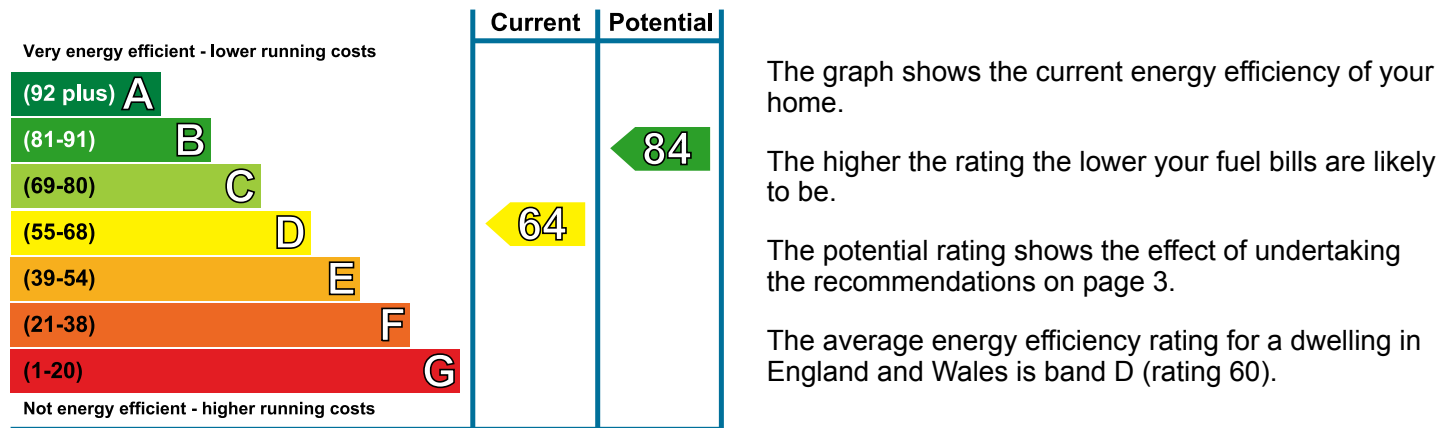 Current Potential
Very energy efficient - lower running costs
(92 plus) A
(81-91) B
84
(69-80) C
(55-68) D
64
(39-54) E
(21-38) F
(1-20) G
Not energy efficient - higher running costs
The graph shows the current energy efficiency of your
home.
The higher the rating the lower your fuel bills are likely
to be.
The potential rating shows the effect of undertaking
the recommendations on page 3.
The average energy efficiency rating for a dwelling in
England and Wales is band D (rating 60).